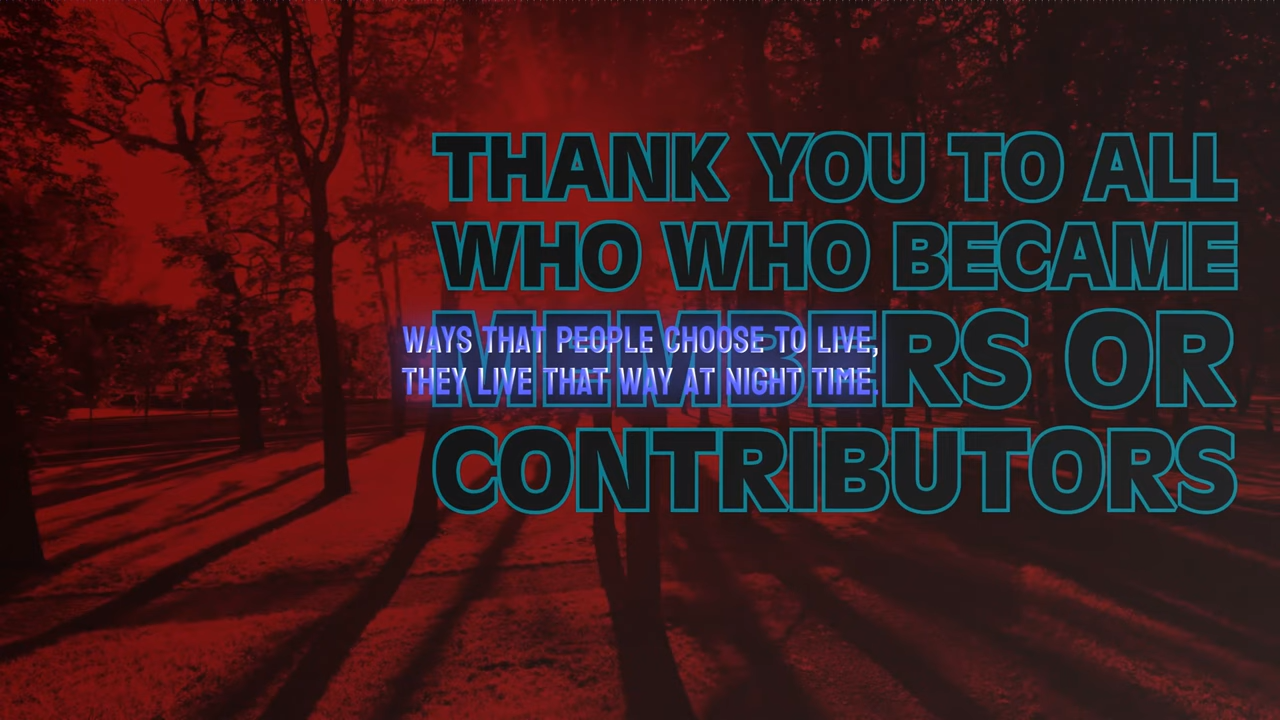 THANK YOU TO ALL
WHO WHO BECAME
MEMBERS OR
CONTRIBUTORS
WAYS THAT PEOPLE CHOOSE TO LIVE,
THEY LIVE THAT WAY AT NIGHT TIME.